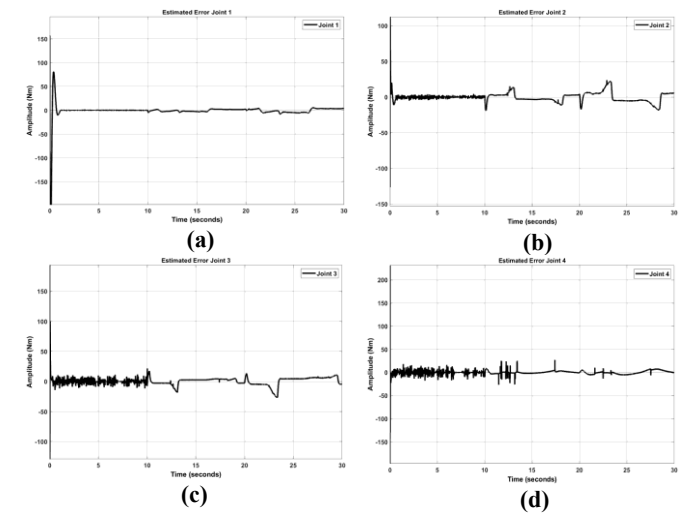 Estimated Error Joint 1
Joint 1
150
100
50
0
-50
-100
-150
Amplitude (Nm)
0 5 10 15 20 25 30
Time (seconds)
(a)
Estimated Error Joint 2
Joint 2
100
50
0
-50
-100
-150
Amplitude (Nm)
0 5 10 15 20 25 30
Time (seconds)
(b)
Estimated Error Joint 3
Joint 3
150
100
50
0
-50
-100
Amplitude (Nm)
0 5 10 15 20 25 30
Time (seconds)
(c)
Estimated Error Joint 4
Joint 4
200
150
100
50
0
-50
-100
-150
Amplitude (Nm)
0 5 10 15 20 25 30
Time (seconds)
(d)